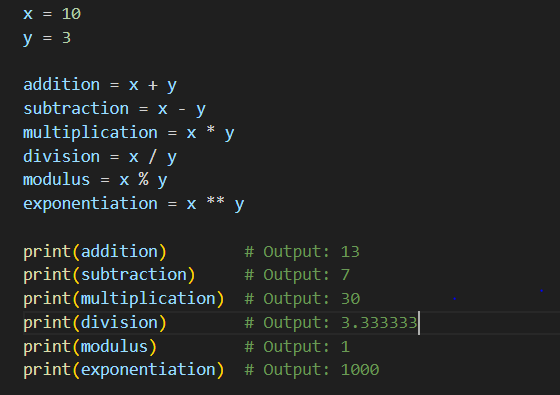 x = 10
y = 3

addition = x + y
subtraction = x - y
multiplication = x * y
division = x / y
modulus = x % y
exponentiation = x ** y

print(addition)        # Output: 13
print(subtraction)     # Output: 7
print(multiplication)  # Output: 30
print(division)        # Output: 3.333333
print(modulus)         # Output: 1
print(exponentiation)  # Output: 1000